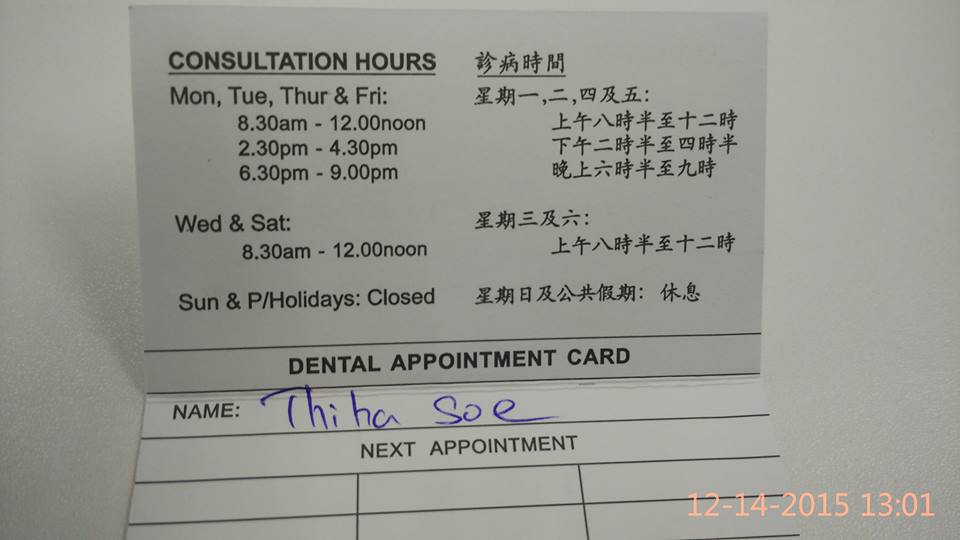 CONSULTATION HOURS 診病時間
Mon, Tue, Thur & Fri: 星期一,二,四及五:
8.30am - 12.00noon 上午八時半至十二時
2.30pm - 4.30pm 下午二時半至四時半
6.30pm - 9.00pm 晚上六時半至九時
Wed & Sat: 星期三及六:
8.30am - 12.00noon 上午八時半至十二時
Sun & P/Holidays: Closed 星期日及公共假期: 休息
DENTAL APPOINTMENT CARD
NAME: Thiha Soe
NEXT APPOINTMENT
12-14-2015 13:01